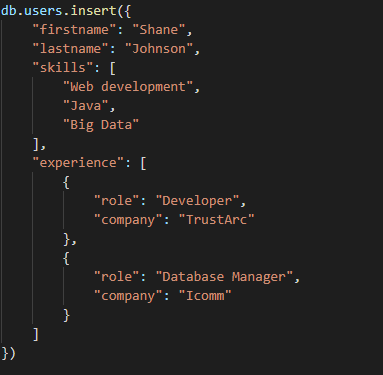 db.users.insert({
    "firstname": "Shane",
    "lastname": "Johnson",
    "skills": [
        "Web development",
        "Java",
        "Big Data"
    ],
    "experience": [
        {
            "role": "Developer",
            "company": "TrustArc"
        },
        {
            "role": "Database Manager",
            "company": "Icomm"
        }
    ]
})